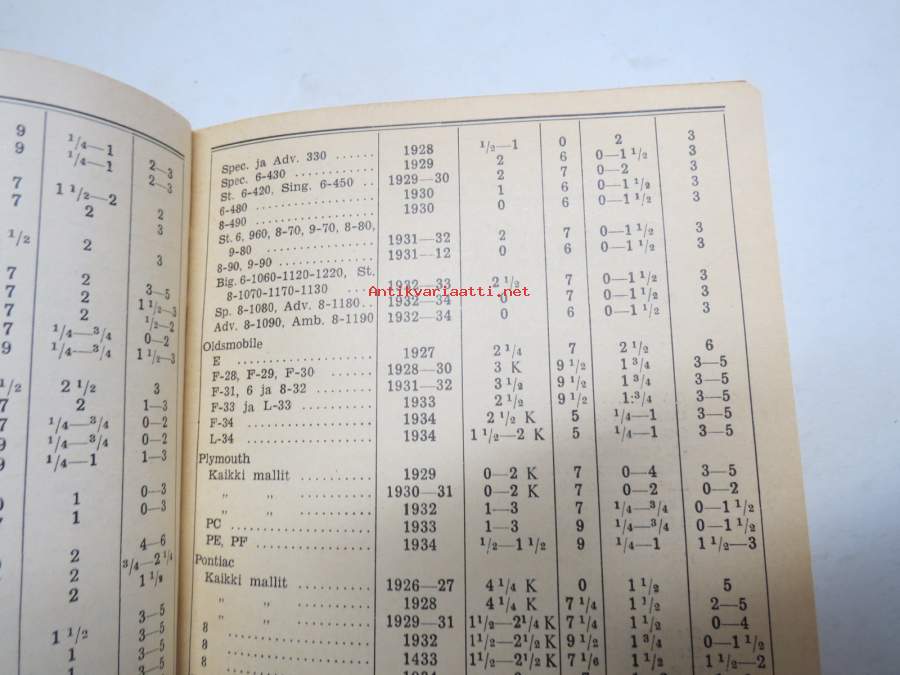 9
9 1/4—1
1/4—1 2—3
7 2—3
7 1 1/2—2
2 2
1/2 3
2
7 3
7 2 3—5
7 2 1 1/2—3
7 2 1/2—2
9 1/4—3/4 0—2
1/4—3/4 1 1/2—3
1/2 2 1/2 3
7 2 1—3
7 1/4—3/4 0—2
9 1/4—3/4 0—2
9 1/4—1 1—3
1 0—3
7 1 0—3
4—6
2 3/4—2 1/4
2 1 1/2
2
3—5
1 1/2 3—5
1 3—5
1 3—5
Spec. ja Adv. 330 ...... 1928 1/2—1 0 2 3
Spec. 6-430 ........... 1929 2 6 0—1 1/2 3
St. 6-420, Sing. 6-450 .. 1929—30 2 7 0—2 3
6-480 ................ 1930 1 6 0—1 1/2 3
8-490 ................ 1930 0 6 0—1 1/2 3
St. 6, 960, 8-70, 9-70, 8-80,
9-80 ............... 1931—32 2 7 0—1 1/2 3
8-90, 9-90 ............ 1931—12 0 6 0—1 1/2 3
Big. 6-1060-1120-1220, St.
8-1070-1170-1130 .... 1932—33 2 1/2 7 0—1 1/2 3
Sp. 8-1080, Adv. 8-1180.. 1932—34 0 7 0—1 1/2 3
Adv. 8-1090, Amb. 8-1190 1932—34 0 6 0—1 1/2 3
Antikvariaatti.net
Oldsmobile
E ................ 1927 2 1/4 7 2 1/2 6
F-28, F-29, F-30 ...... 1928—30 3 K 9 1/2 1 3/4 3—5
F-31, 6 ja 8-32 ........ 1931—32 3 1/2 9 1/2 1 3/4 3—5
F-33 ja L-33 .......... 1933 2 1/2 9 1/2 1:3/4 3—5
F-34 ................. 1934 2 1/2 K 5 1/4—1 3—5
L-34 ................. 1934 1 1/2—2 K 5 1/4—1 3—5
Plymouth
Kaikki mallit .......... 1929 0—2 K 7 0—4 3—5
„ „ .......... 1930—31 0—2 K 7 0—2 0—2
„ „ .......... 1932 1—3 7 1/4—3/4 0—1 1/2
PC ................... 1933 1—3 9 1/4—3/4 0—1 1/2
PE, PF ............... 1934 1/2—1 1/2 9 1/4—1 1 1/2—3
Pontiac
Kaikki mallit .......... 1926—27 4 1/4 K 0 1 1/2 5
„ „ .......... 1928 4 1/4 K 7 1/4 1 1/2 2—5
„ „ .......... 1929—31 1 1/2—2 1/4 K 7 1/4 1 1/2 0—4
8 .................... 1932 1 1/2—2 1/2 K 9 1/2 1 3/4 0—1 1/2
8 .................... 1433 1 1/2—2 1/2 K 7 1/6 1 1/2 1 1/2—2